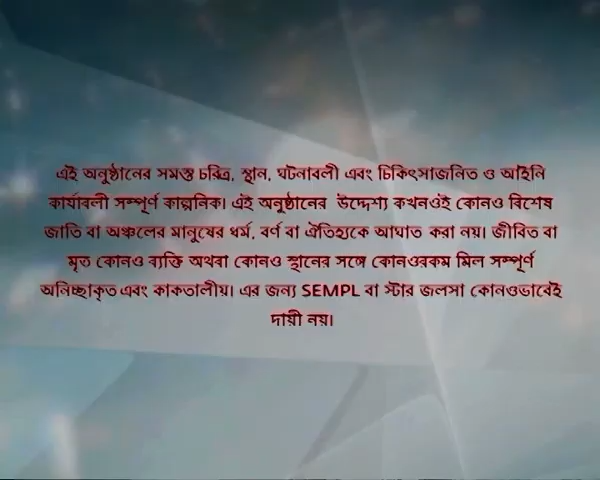 এই অনুষ্ঠানের সমস্ত চরিত্র, স্থান, ঘটনাবলী এবং চিকিৎসাজনিত ও আইনি
কার্যাবলী সম্পূর্ণ কাল্পনিক। এই অনুষ্ঠানের উদ্দেশ্য কখনওই কোনও বিশেষ
জাতি বা অঞ্চলের মানুষের ধর্ম, বর্ণ বা ঐতিহ্যকে আঘাত করা নয়। জীবিত বা
মৃত কোনও ব্যক্তি অথবা কোনও স্থানের সঙ্গে কোনওরকম মিল সম্পূর্ণ
অনিচ্ছাকৃত এবং কাকতালীয়। এর জন্য SEMPL বা স্টার জলসা কোনওভাবেই
দায়ী নয়।